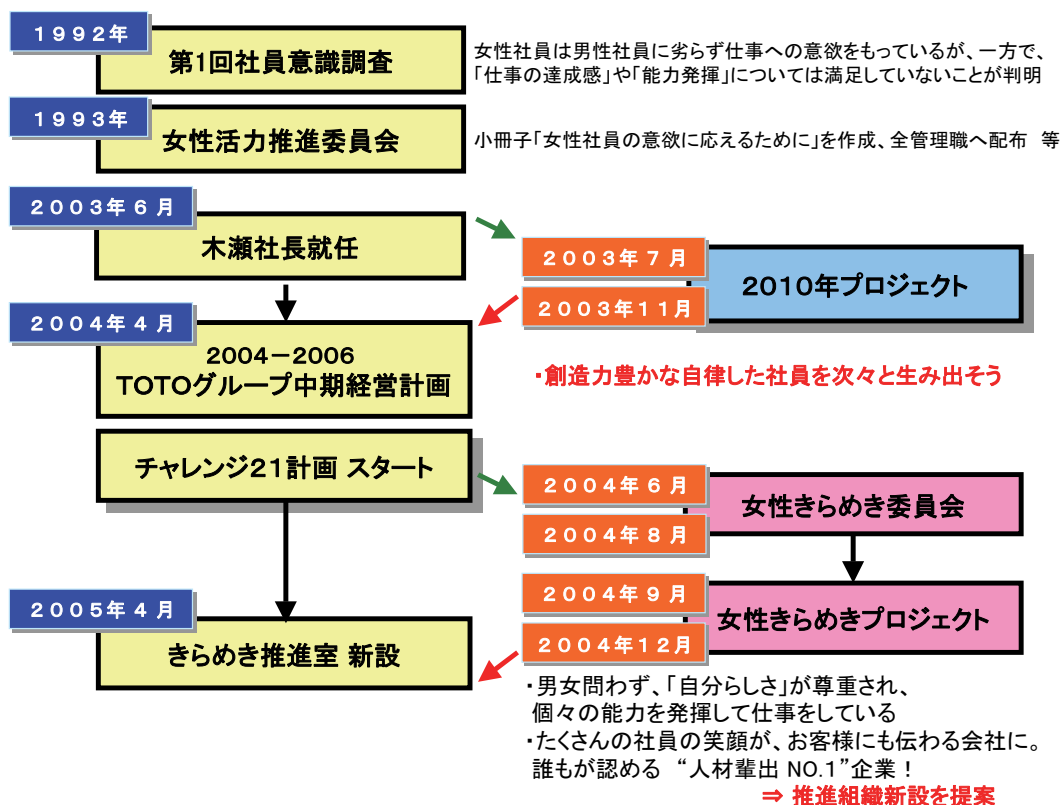 1992年
第1回社員意識調査
女性社員は男性社員に劣らず仕事への意欲をもっているが、一方で、
「仕事の達成感」や「能力発揮」については満足していないことが判明
1993年
女性活力推進委員会
小冊子「女性社員の意欲に応えるために」を作成、全管理職へ配布　等
2003年6月
木瀬社長就任
2003年7月
2003年11月
2010年プロジェクト
2004年4月
2004－2006
TOTOグループ中期経営計画
・創造力豊かな自律した社員を次々と生み出そう
チャレンジ21計画 スタート
2004年6月
2004年8月
女性きらめき委員会
2004年9月
2004年12月
女性きらめきプロジェクト
2005年4月
きらめき推進室 新設
・男女問わず、「自分らしさ」が尊重され、
個々の能力を発揮して仕事をしている
・たくさんの社員の笑顔が、お客様にも伝わる会社に。
誰もが認める “人材輩出 NO.1”企業！
⇒ 推進組織新設を提案